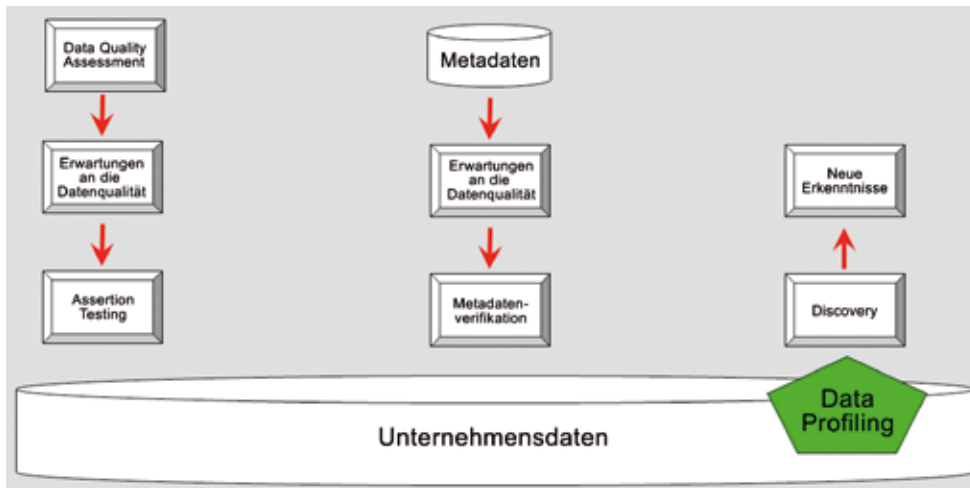 Data Quality
Assessment
Erwartungen
an die
Datenqualität
Assertion
Testing
Metadaten
Erwartungen
an die
Datenqualität
Metadaten-
verifikation
Neue
Erkenntnisse
Discovery
Data
Profiling
Unternehmensdaten